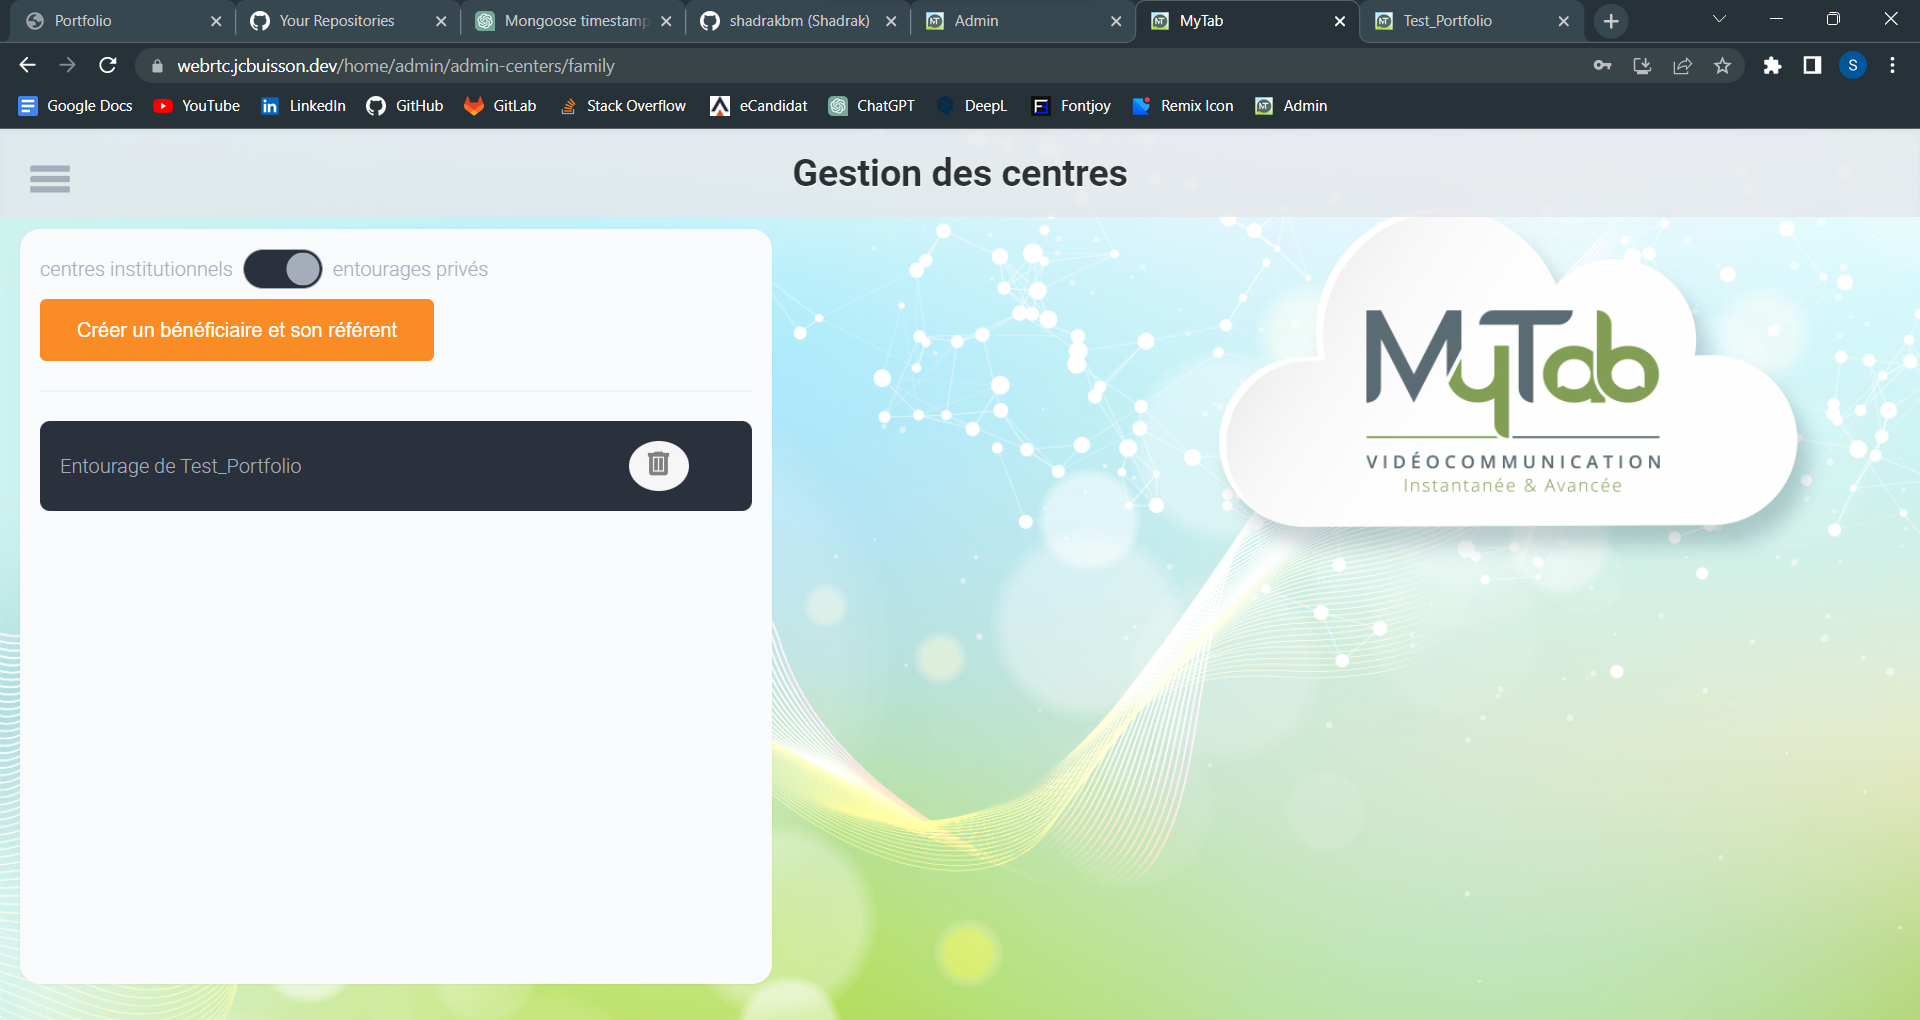 Portfolio
Your Repositories
Mongoose timestamp
shadrakbm (Shadrak)
Admin
MyTab
Test_Portfolio
webrtc.jcbuisson.dev/home/admin/admin-centers/family
S
Google Docs
YouTube
LinkedIn
GitHub
GitLab
Stack Overflow
eCandidat
ChatGPT
DeepL
Fontjoy
Remix Icon
Admin
Gestion des centres
centres institutionnels
entourages privés
Créer un bénéficiaire et son référent
Entourage de Test_Portfolio
MyTab
VIDÉOCOMMUNICATION
Instantanée & Avancée